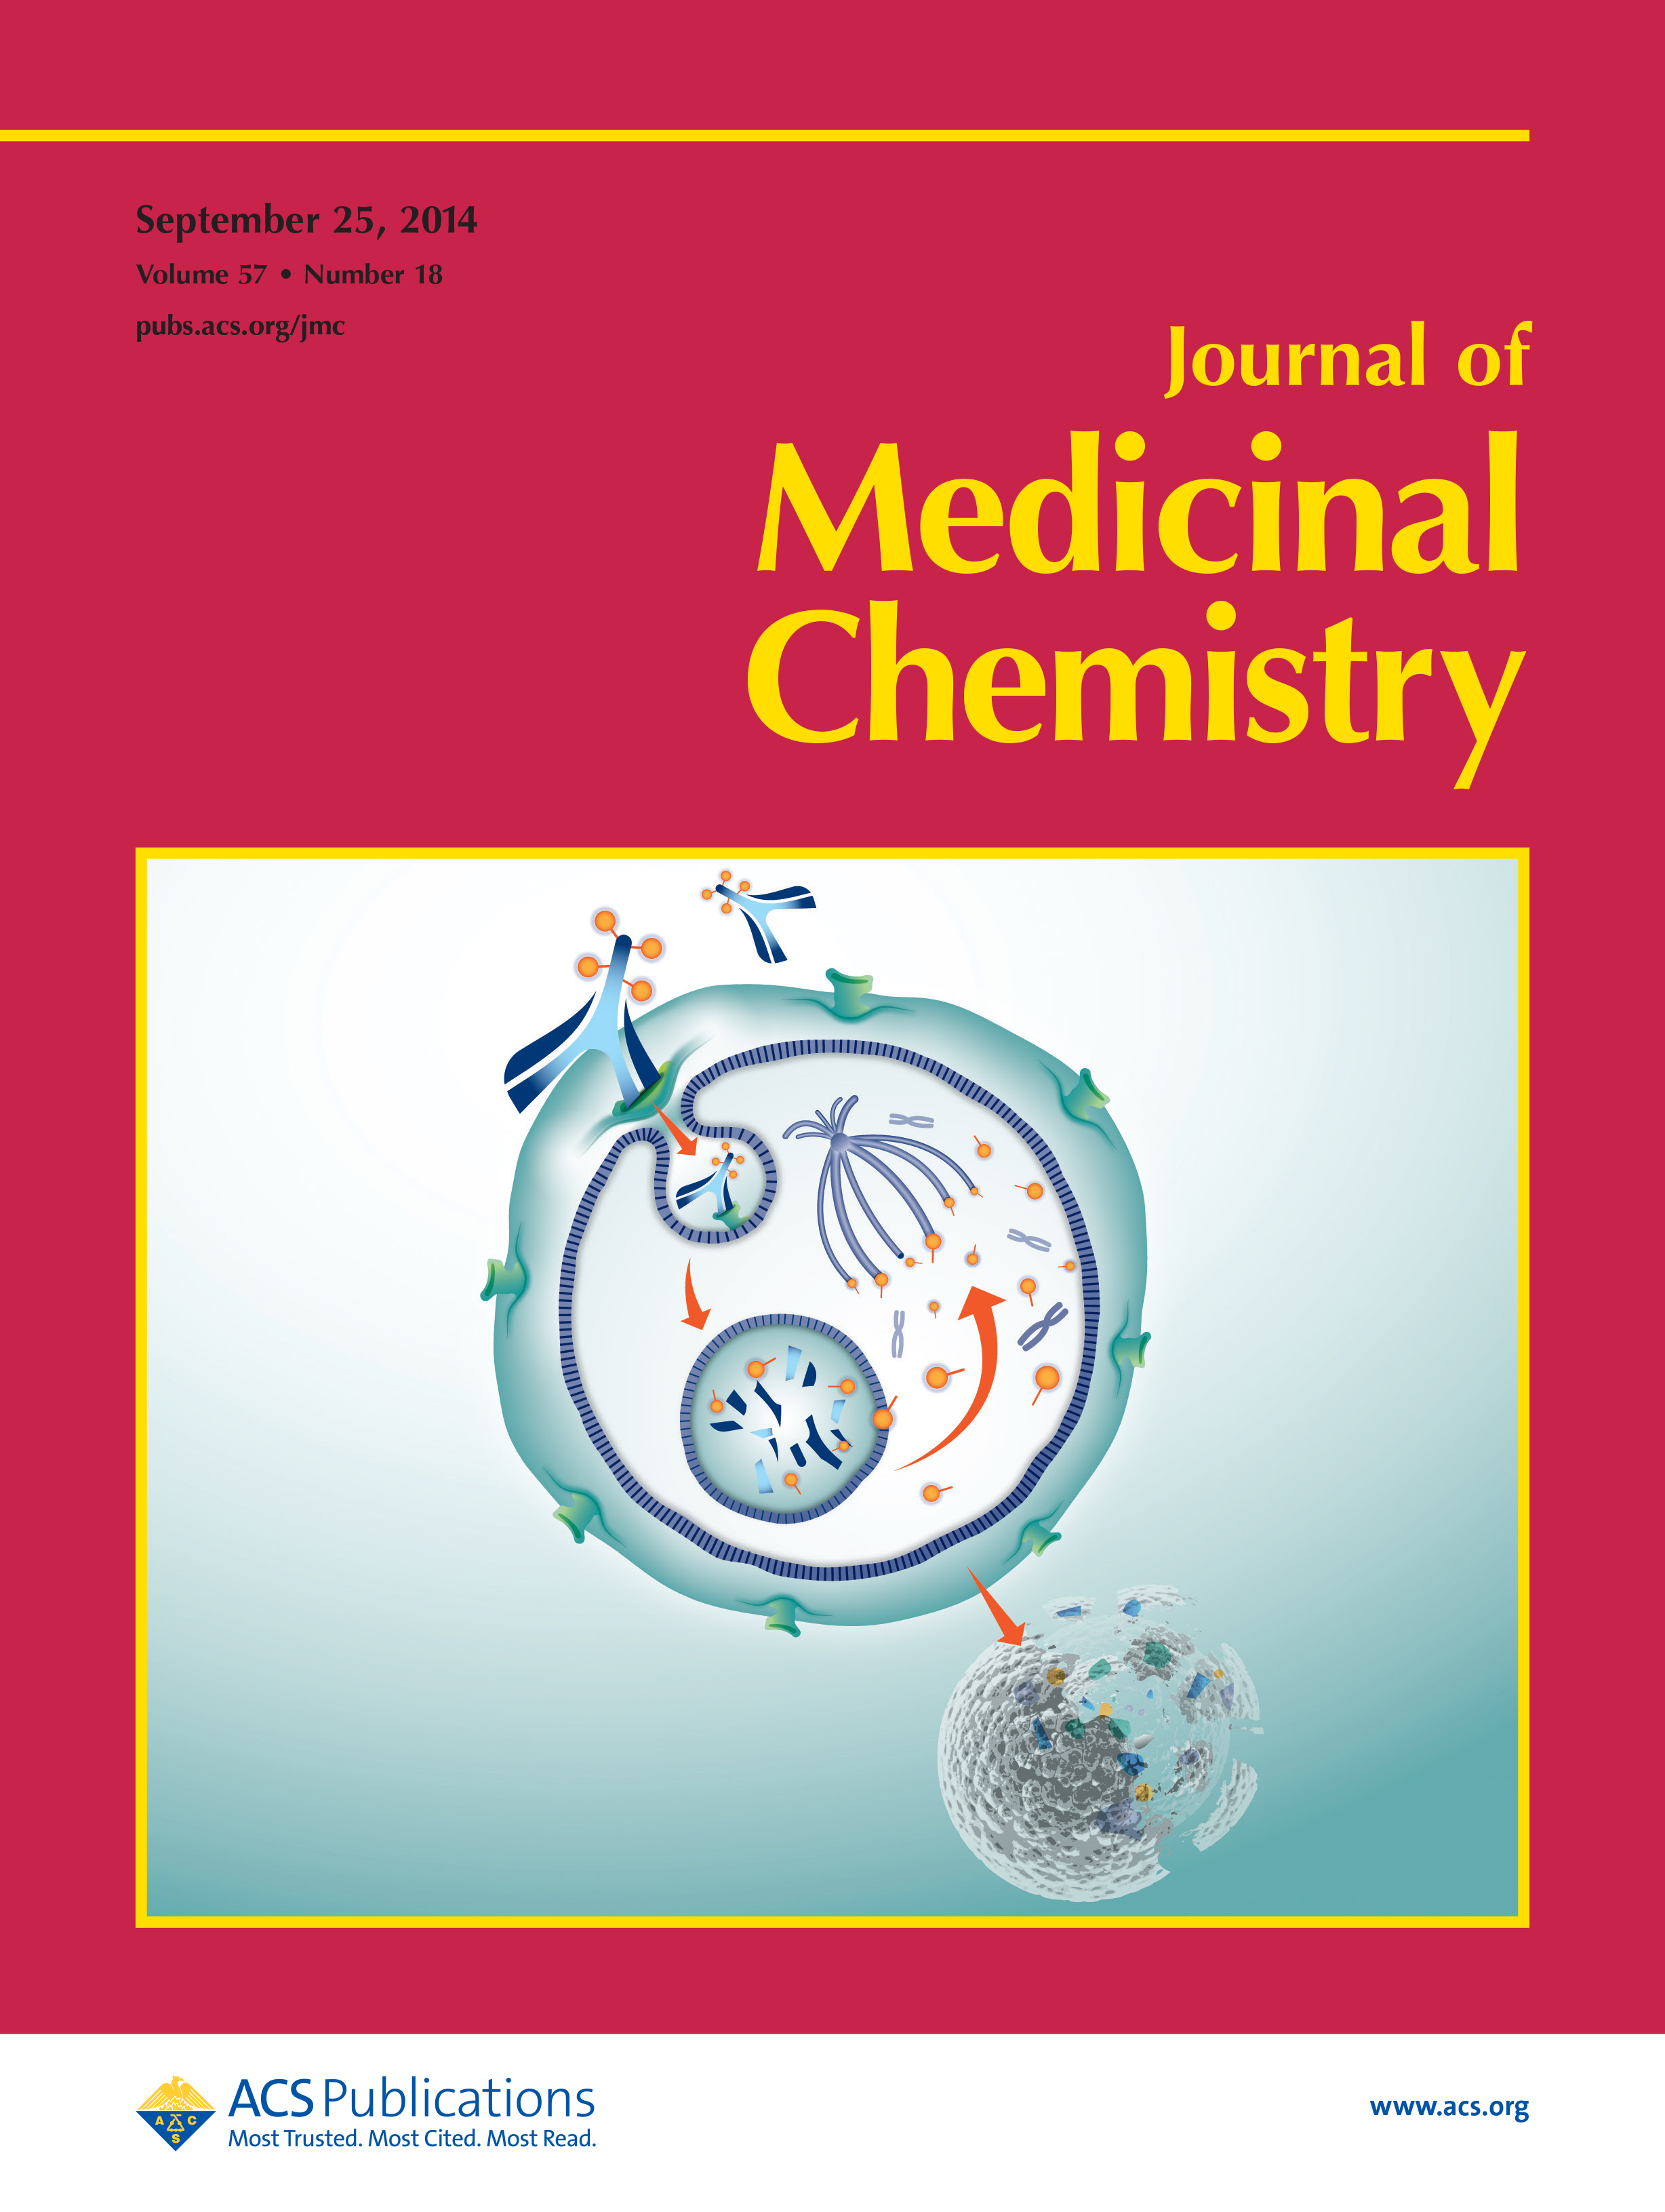 September 25, 2014
Volume 57 • Number 18
pubs.acs.org/jmc
Journal of
Medicinal
Chemistry
A C
S
ACS Publications
Most Trusted. Most Cited. Most Read.
www.acs.org